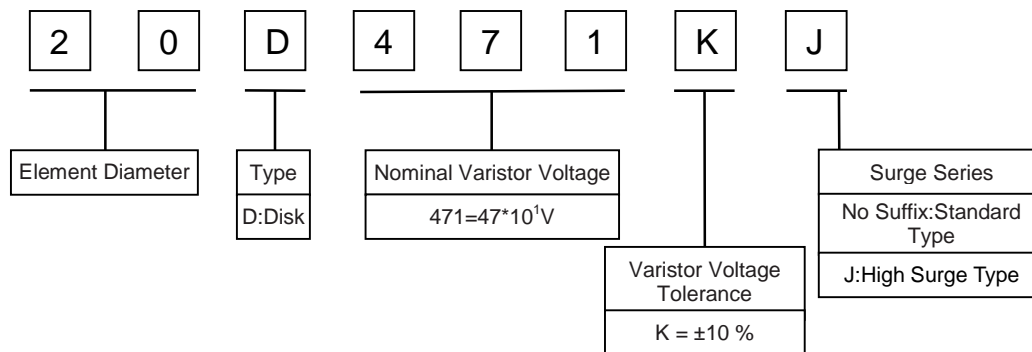 2 0 D 4 7 1 K J
Element Diameter
Type
D:Disk
Nominal Varistor Voltage
471=47*10¹V
Varistor Voltage
Tolerance
K = ±10 %
Surge Series
No Suffix:Standard
Type
J:High Surge Type